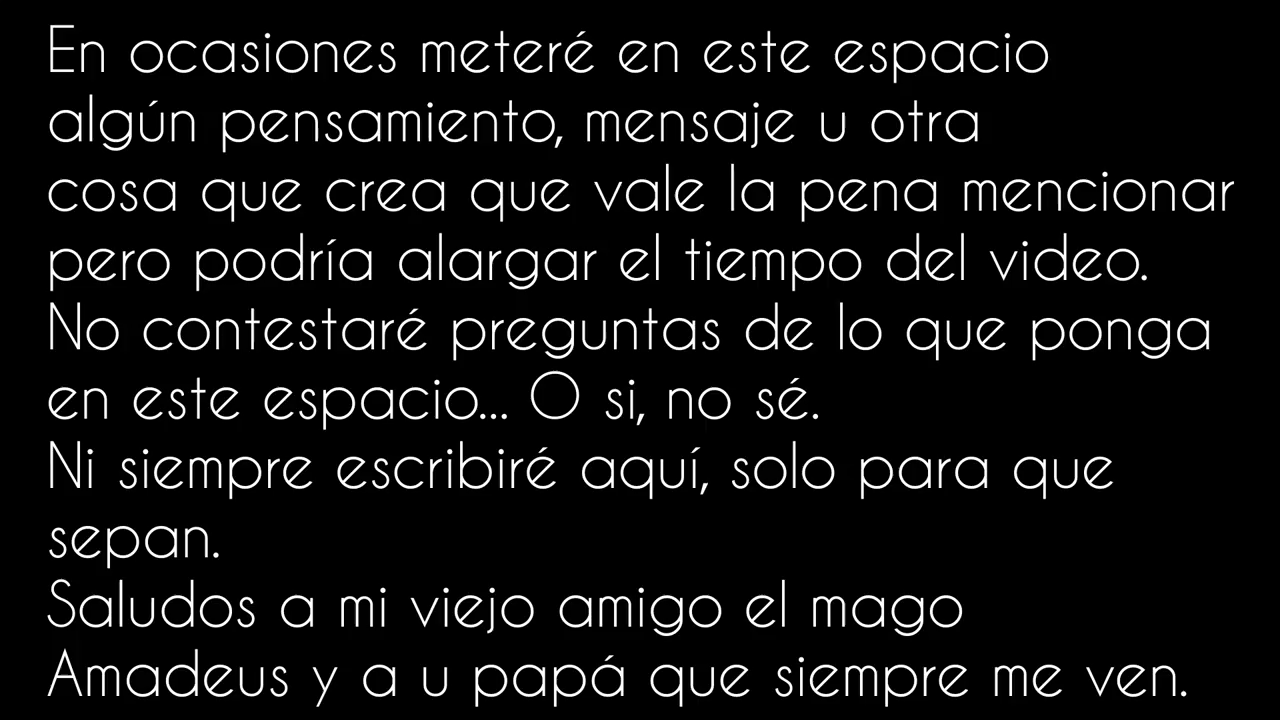 En ocasiones meteré en este espacio
algún pensamiento, mensaje u otra
cosa que crea que vale la pena mencionar
pero podría alargar el tiempo del video.
No contestaré preguntas de lo que ponga
en este espacio... O si, no sé.
Ni siempre escribiré aquí, solo para que
sepan.
Saludos a mi viejo amigo el mago
Amadeus y a u papá que siempre me ven.